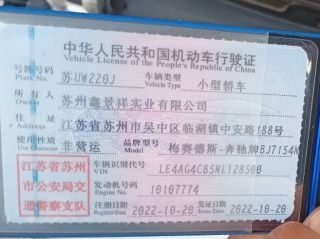 中华人民共和国机动车行驶证
Vehicle License of the People's Republic of China
号牌号码 苏UW226J 车辆类型 小型轿车
Plate No. Vehicle Type
所有人 苏州鑫景祥实业有限公司
Owner
住址 江苏省苏州市吴中区临湖镇中安路188号
Address
使用性质 非营运 品牌型号 梅赛德斯-奔驰牌BJ7154
Use Character Model
江苏省苏州 车辆识别代号 LE4AG4CB5NL128500
市公安局交 VIN
通警察支队 发动机号码 10107774
Engine No.
注册日期 2022-10-20 发证日期 2022-10-20
Register Date Issue Date